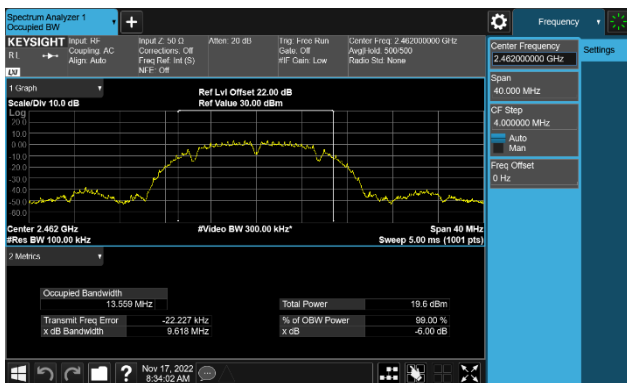 Spectrum Analyzer 1
Occupied BW
Frequency
KEYSIGHT
Input: RF
Coupling: AC
Align: Auto
Input Z: 50 Ω
Corrections: Off
Freq Ref: Int (S)
NFE: Off
Atten: 20 dB
Trig: Free Run
Gate: Off
#IF Gain: Low
Center Freq: 2.462000000 GHz
Avg|Hold: 500/500
Radio Std: None
RL
LXI
Center Frequency
2.462000000 GHz
Settings
Span
40.000 MHz
CF Step
4.000000 MHz
Auto
Man
Freq Offset
0 Hz
1 Graph
Scale/Div 10.0 dB
Ref Lvl Offset 22.00 dB
Ref Value 30.00 dBm
Log
20.0
10.0
0.00
-10.0
-20.0
-30.0
-40.0
-50.0
-60.0
Center 2.462 GHz
#Video BW 300.00 kHz*
Span 40 MHz
#Res BW 100.00 kHz
Sweep 5.00 ms (1001 pts)
2 Metrics
Occupied Bandwidth
13.559 MHz
Total Power 19.6 dBm
Transmit Freq Error -22.227 kHz
% of OBW Power 99.00 %
x dB Bandwidth 9.618 MHz
x dB -6.00 dB
?
Nov 17, 2022
8:34:02 AM